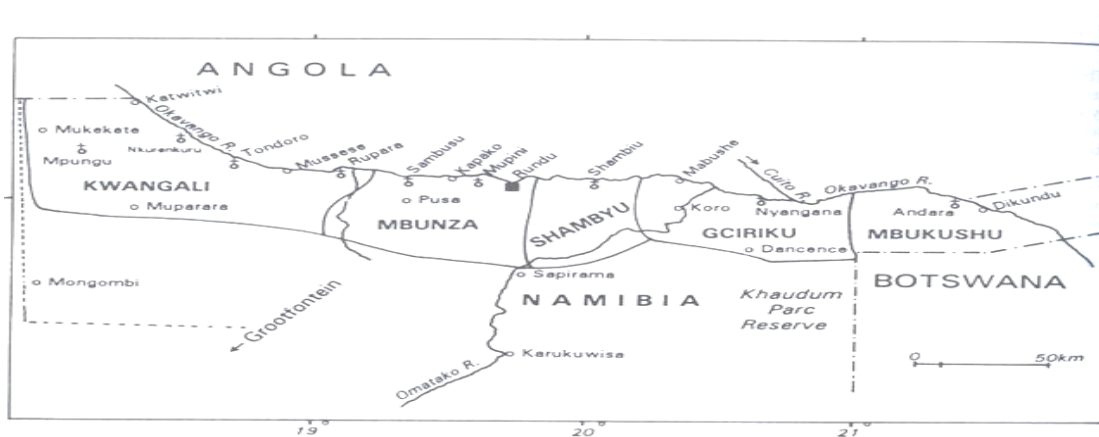 ANGOLA
Katwitwi
Okavango R.
Mukekete
Mpungu
Nkurenkuru
Tondoro
Mussese
Rupara
Sambusu
Kapako
Mupini
Rundu
Shambiu
Mabushe
Cuito R.
Okavango R.
KWANGALI
Muparara
Pusa
MBUNZA
SHAMBYU
Koro
Nyangana
GCIRIKU
Dancence
Andara
Dikundu
MBUKUSHU
Mongombi
Sapirama
NAMIBIA
Khaudum
Parc
Reserve
BOTSWANA
Grootfontein
Karukuwisa
Omatako R.
0 50km
19°
20°
21°